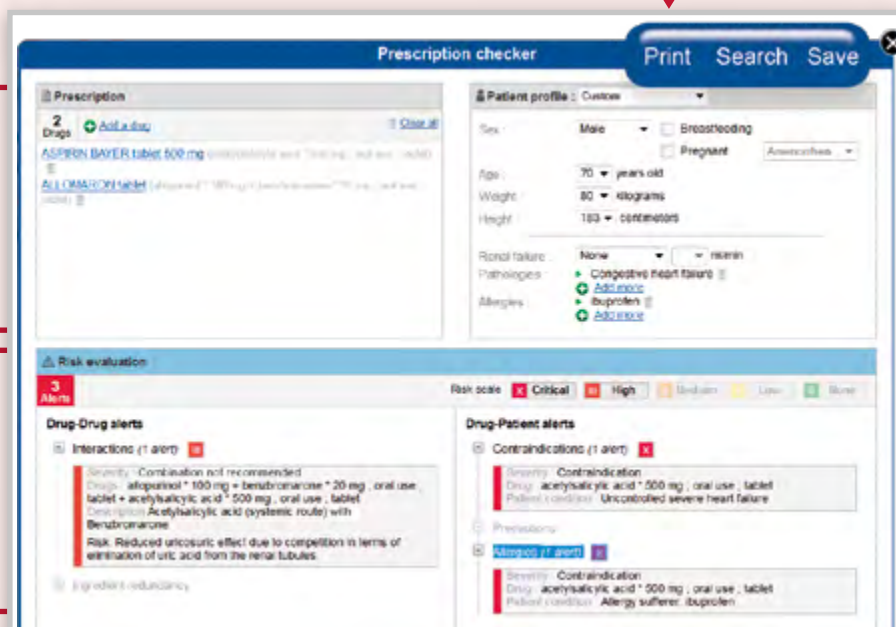 Prescription checker
Print Search Save
Prescription
2
Drugs
Add a drug
Clear all
ASPIRIN BAYER tablet 500 mg
ALLOMARON tablet
Patient profile : Custom
Sex : Male Breastfeeding
Pregnant Amenorrhea
Age : 70 years old
Weight : 80 kilograms
Height : 183 centimeters
Renal failure : None ml/min
Pathologies : Congestive heart failure
Add more
Allergies : ibuprofen
Add more
Risk evaluation
3
Alerts
Risk scale Critical High Medium Low None
Drug-Drug alerts
Interactions (1 alert)
Severity : Combination not recommended
Drugs : allopurinol * 100 mg + benzbromarone * 20 mg , oral use ,
tablet + acetylsalicylic acid * 500 mg , oral use , tablet
Description Acetylsalicylic acid (systemic route) with
Benzbromarone
Risk: Reduced uricosuric effect due to competition in terms of
elimination of uric acid from the renal tubules.
Ingredient redundancy
Drug-Patient alerts
Contraindications (1 alert)
Severity : Contraindication
Drug : acetylsalicylic acid * 500 mg , oral use , tablet
Patient condition : Uncontrolled severe heart failure
Precautions
Allergies (1 alert)
Severity : Contraindication
Drug : acetylsalicylic acid * 500 mg , oral use , tablet
Patient condition : Allergy sufferer: ibuprofen